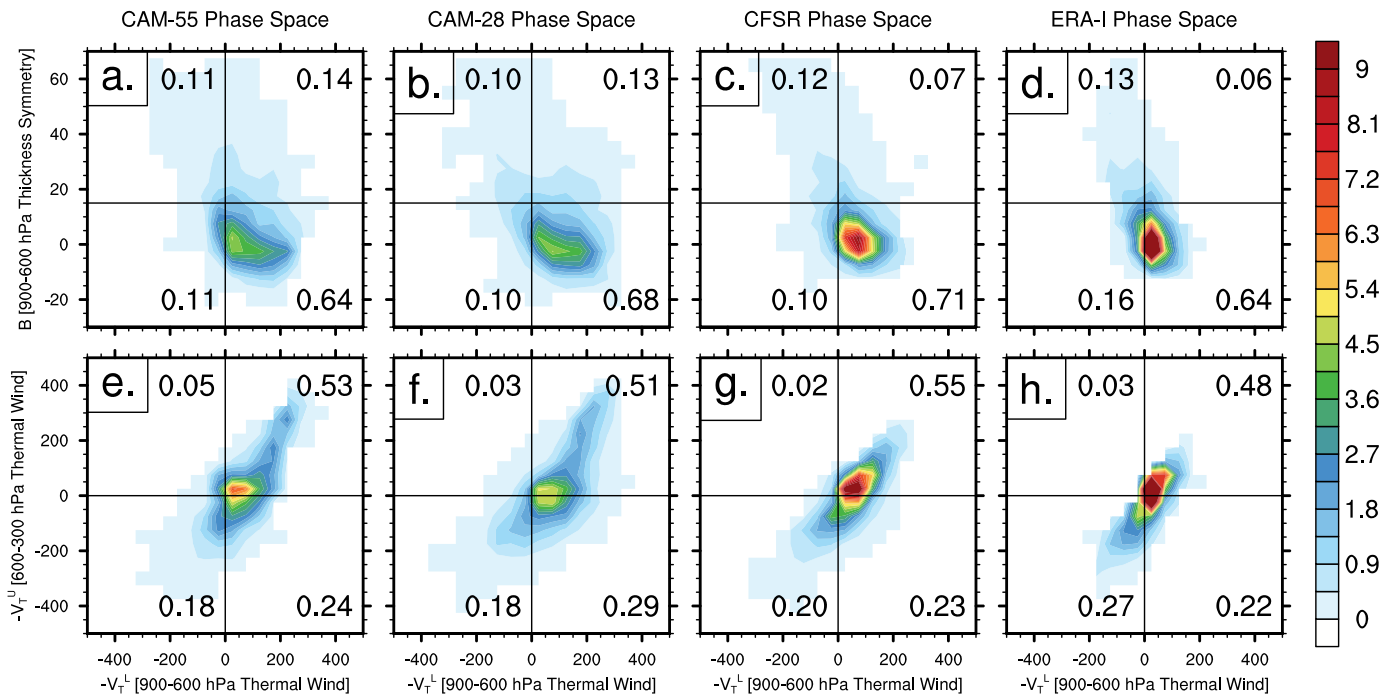 CAM-55 Phase Space
CAM-28 Phase Space
CFSR Phase Space
ERA-I Phase Space
B [900-600 hPa Thickness Symmetry]
60
40
20
0
-20
a.
0.11
0.14
0.11
0.64
b.
0.10
0.13
0.10
0.68
c.
0.12
0.07
0.10
0.71
d.
0.13
0.06
0.16
0.64
-V_T^U [600-300 hPa Thermal Wind]
400
200
0
-200
-400
e.
0.05
0.53
0.18
0.24
f.
0.03
0.51
0.18
0.29
g.
0.02
0.55
0.20
0.23
h.
0.03
0.48
0.27
0.22
-400 -200 0 200 400
-400 -200 0 200 400
-400 -200 0 200 400
-400 -200 0 200 400
-V_T^L [900-600 hPa Thermal Wind]
-V_T^L [900-600 hPa Thermal Wind]
-V_T^L [900-600 hPa Thermal Wind]
-V_T^L [900-600 hPa Thermal Wind]
9
8.1
7.2
6.3
5.4
4.5
3.6
2.7
1.8
0.9
0